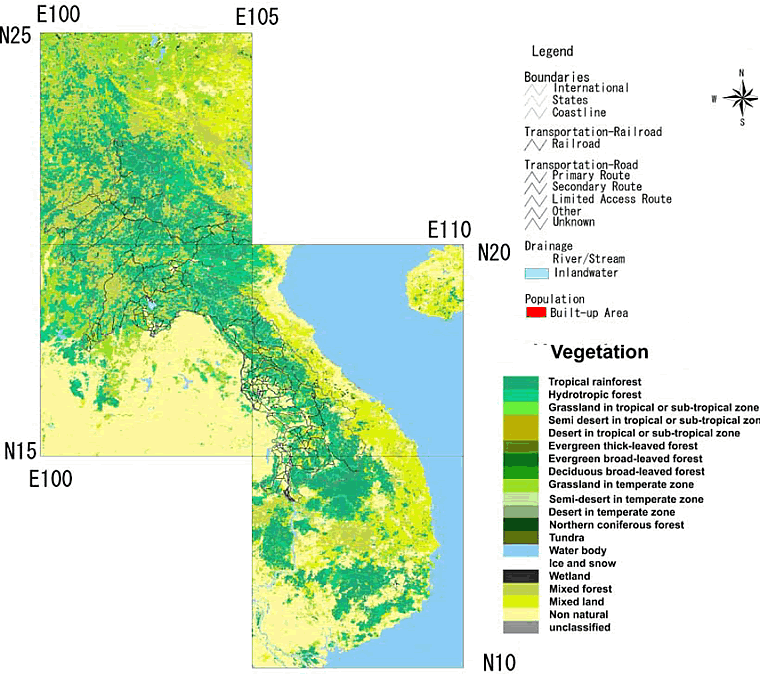 E100
E105
N25
Legend
Boundaries
International
States
Coastline
N
W
S
Transportation-Railroad
Railroad
Transportation-Road
Primary Route
Secondary Route
Limited Access Route
Other
Unknown
E110
N20
Drainage
River/Stream
Inlandwater
Population
Built-up Area
Vegetation
Tropical rainforest
Hydrotropic forest
Grassland in tropical or sub-tropical zone
Semi desert in tropical or sub-tropical zon
Desert in tropical or sub-tropical zone
Evergreen thick-leaved forest
Evergreen broad-leaved forest
Deciduous broad-leaved forest
Grassland in temperate zone
Semi-desert in temperate zone
Desert in temperate zone
Northern coniferous forest
Tundra
Water body
Ice and snow
Wetland
Mixed forest
Mixed land
Non natural
unclassified
N15
E100
N10